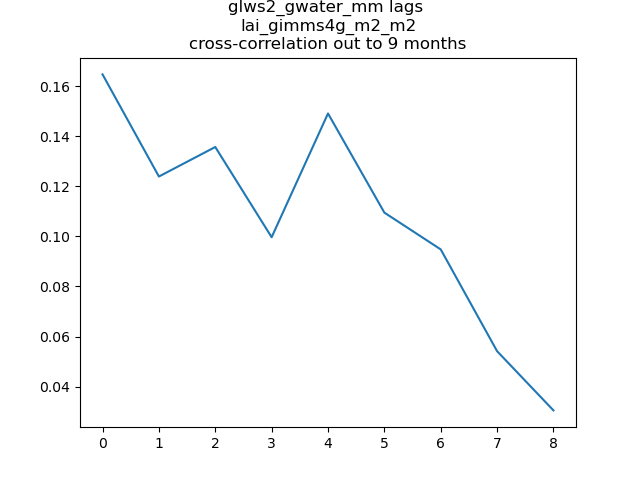 glws2_gwater_mm lags
lai_gimms4g_m2_m2
cross-correlation out to 9 months
0.16
0.14
0.12
0.10
0.08
0.06
0.04
0 1 2 3 4 5 6 7 8